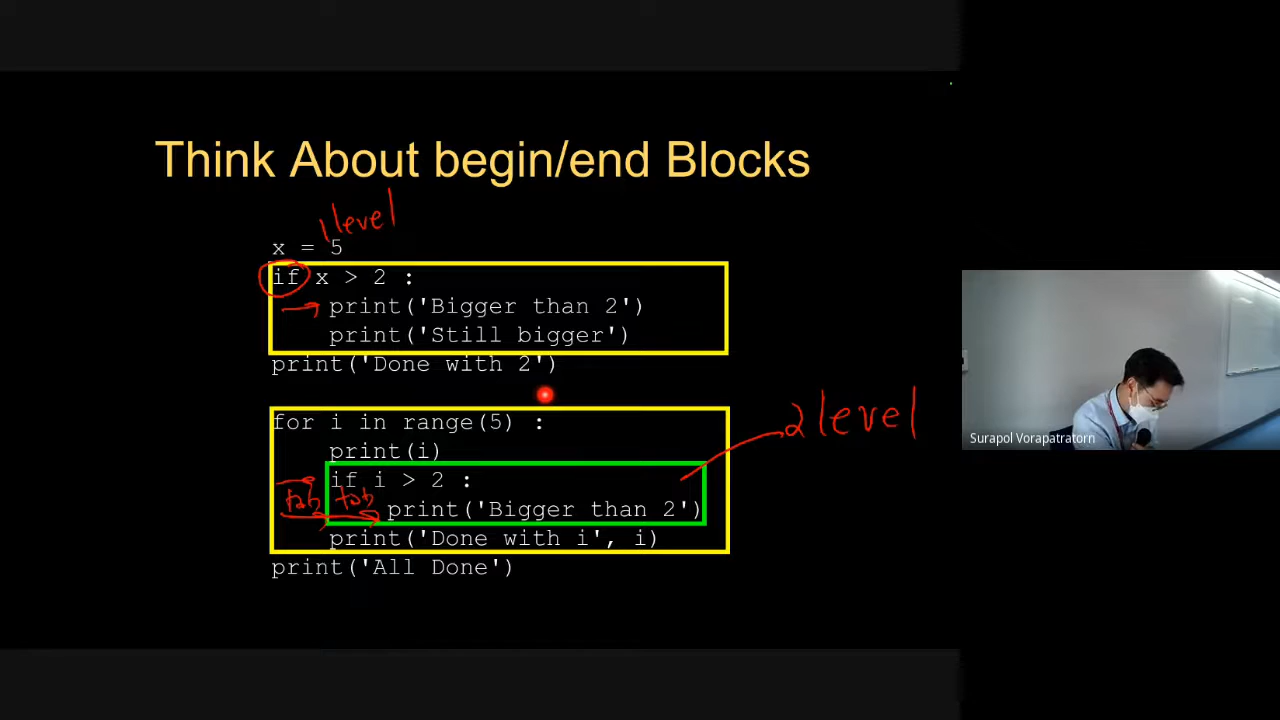 Think About begin/end Blocks
1 level
x = 5
if x > 2 :
print('Bigger than 2')
print('Still bigger')
print('Done with 2')
for i in range(5) :
2 level
print(i)
if i > 2 :
tab tab
print('Bigger than 2')
print('Done with i', i)
print('All Done')
Surapol Vorapatratorn